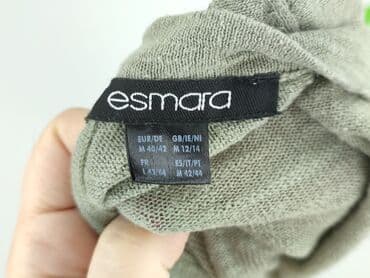 esmara
EUR/DE GB/IE/NI
M 40/42 M 12/14
FR ES/IT/PT
L 42/44 M 42/44